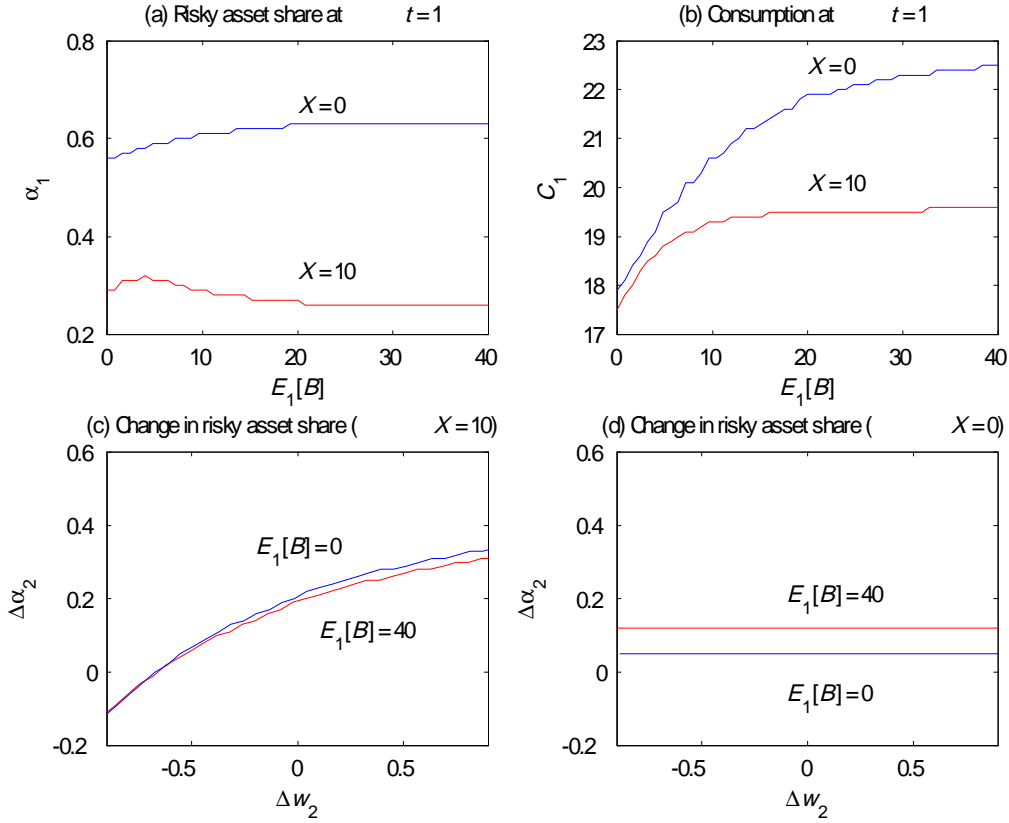 (a) Risky asset share at t = 1
0.8
0.6
0.4
0.2
α1
X = 0
X = 10
0 10 20 30 40
E1[B]
(b) Consumption at t = 1
23
22
21
20
19
18
17
C1
X = 0
X = 10
0 10 20 30 40
E1[B]
(c) Change in risky asset share ( X = 10)
0.6
0.4
0.2
0
-0.2
Δα2
E1[B] = 0
E1[B] = 40
-0.5 0 0.5
Δw2
(d) Change in risky asset share ( X = 0)
0.6
0.4
0.2
0
-0.2
Δα2
E1[B] = 40
E1[B] = 0
-0.5 0 0.5
Δw2